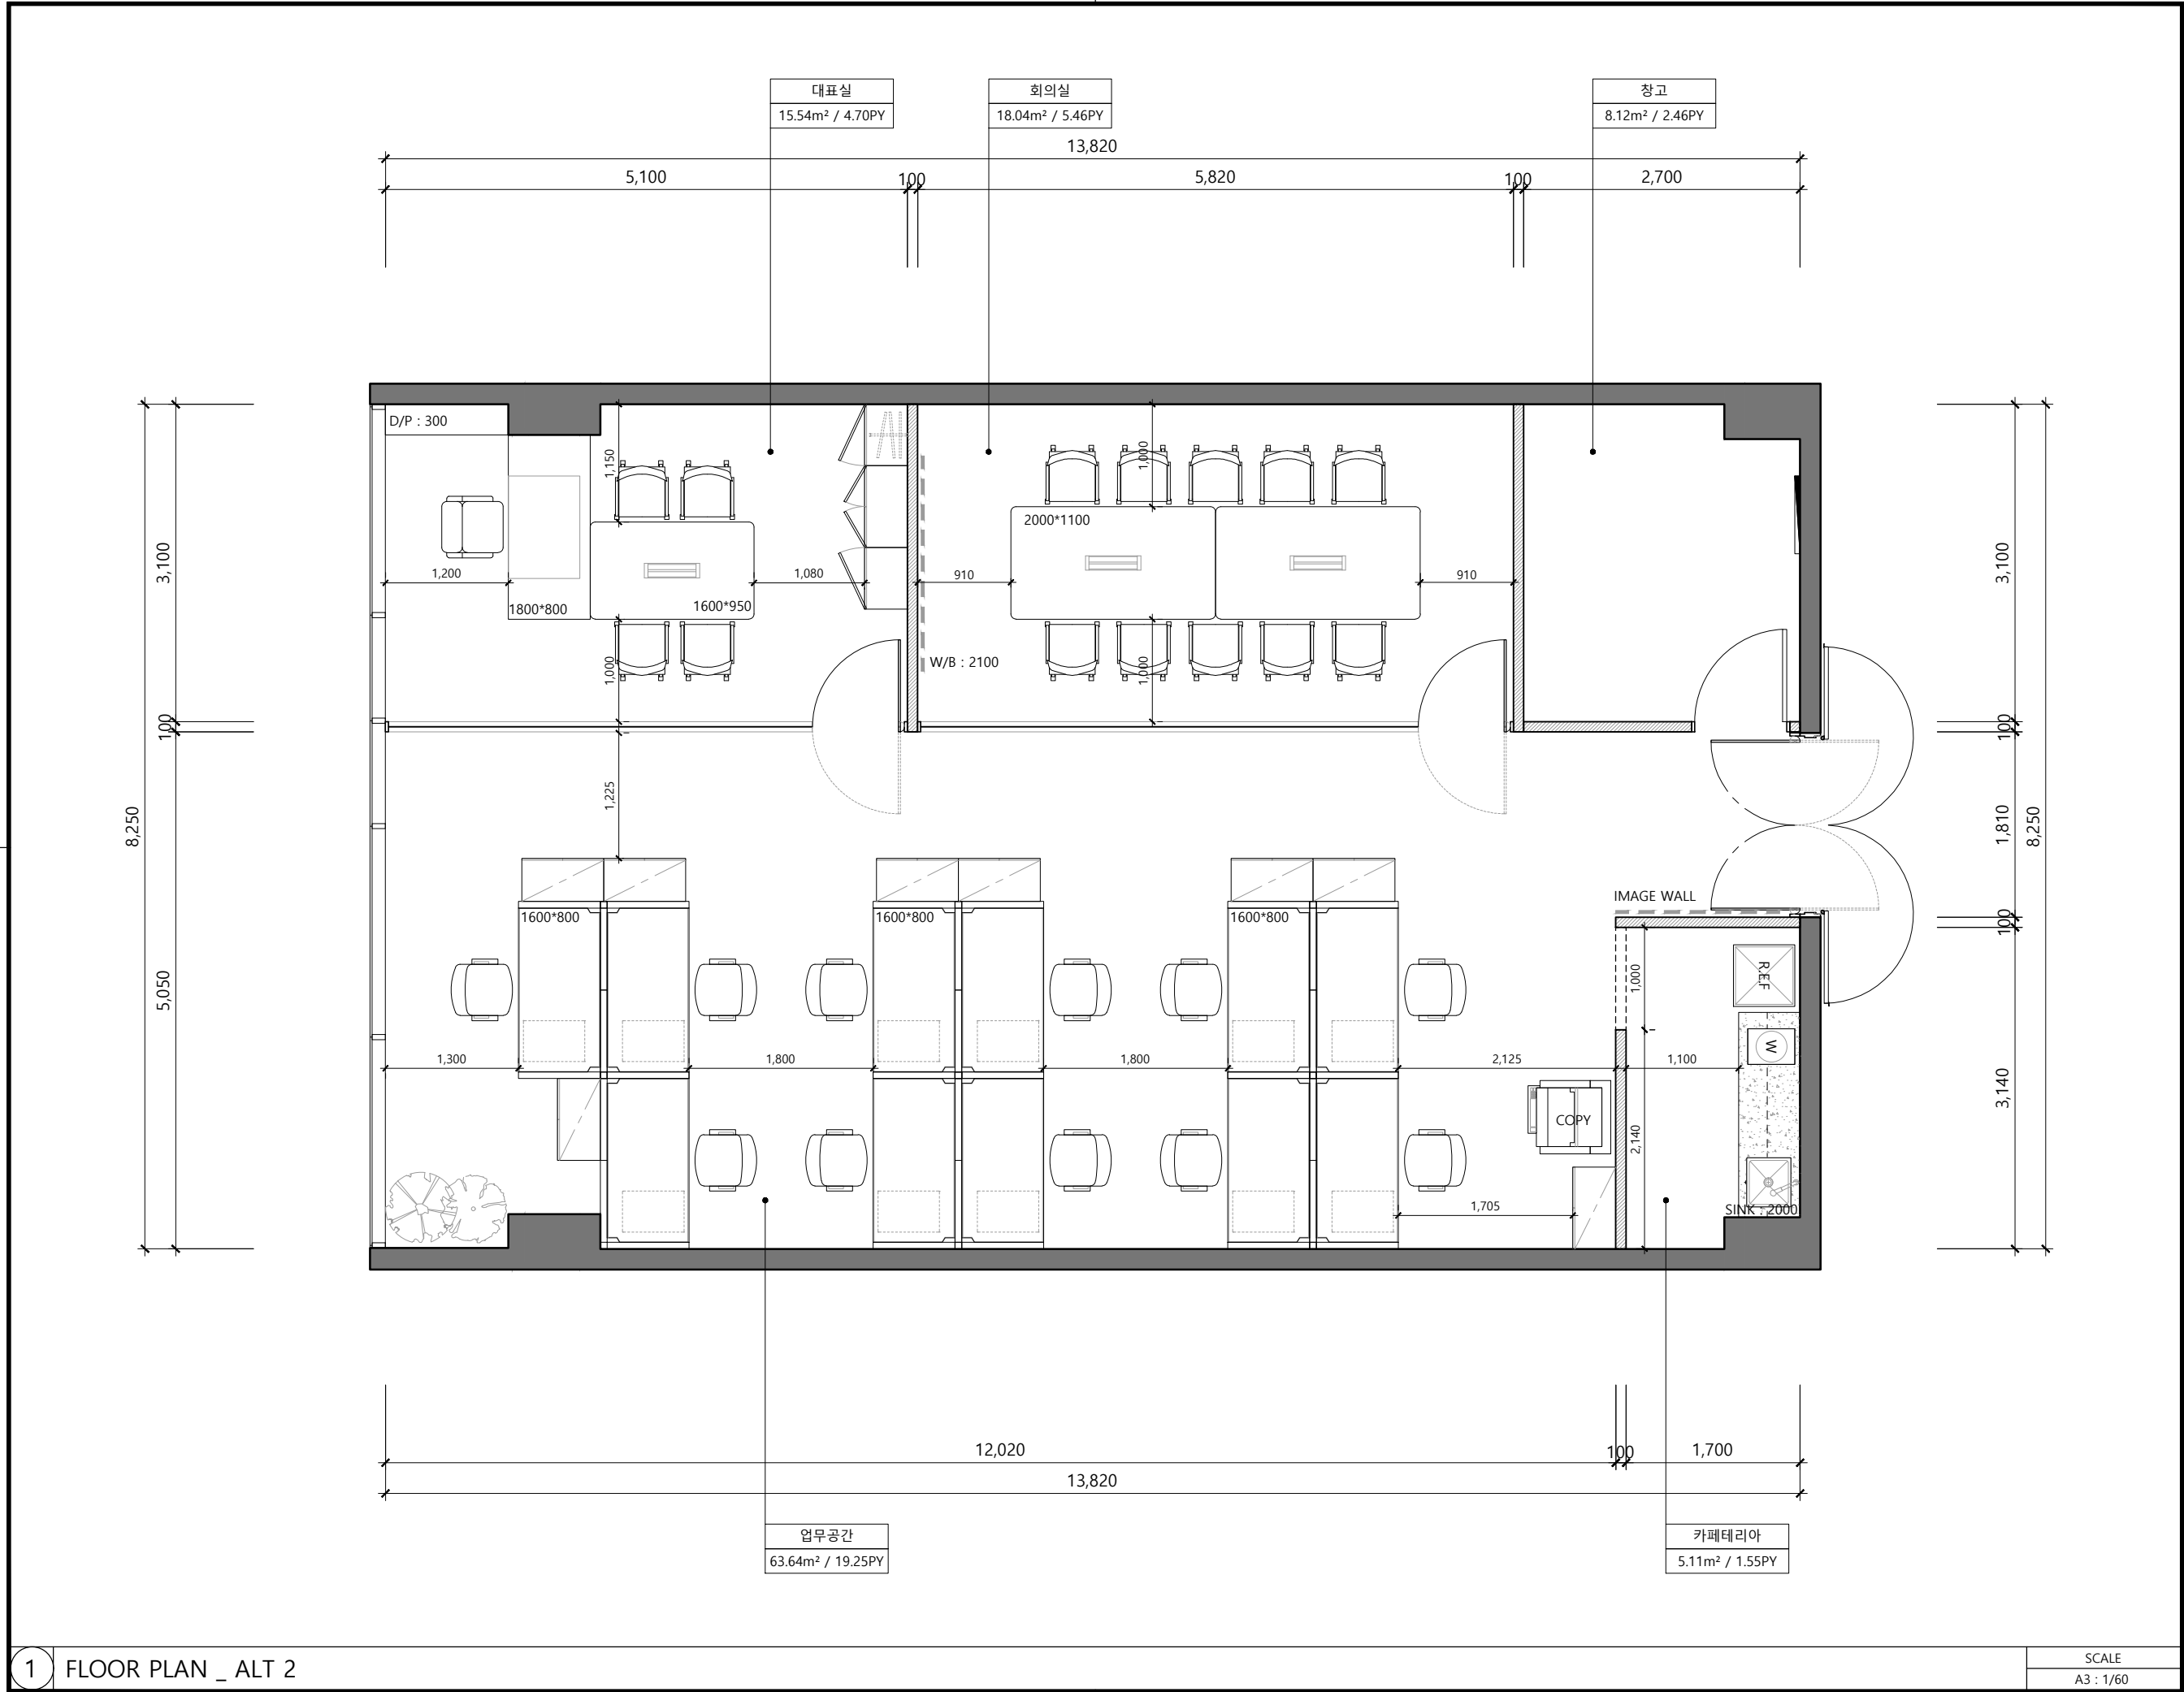 대표실
15.54m² / 4.70PY
회의실
18.04m² / 5.46PY
창고
8.12m² / 2.46PY
13,820
5,100
100
5,820
100
2,700
D/P : 300
1,150
1,000
2000*1100
1,200
1,080
910
910
1800*800
1600*950
1,000
1,000
W/B : 2100
3,100
100
8,250
5,050
3,100
100
1,810
8,250
100
3,140
1,225
IMAGE WALL
1600*800
1600*800
1600*800
R.E.F
1,000
W
1,300
1,800
1,800
2,125
1,100
COPY
2,140
1,705
SINK : 2000
12,020
100
1,700
13,820
업무공간
63.64m² / 19.25PY
카페테리아
5.11m² / 1.55PY
1
FLOOR PLAN _ ALT 2
SCALE
A3 : 1/60